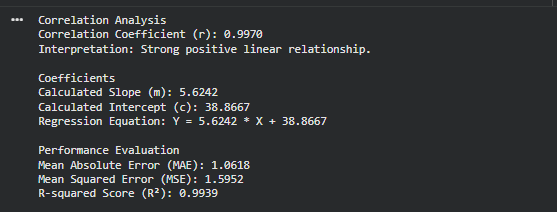 Correlation Analysis
Correlation Coefficient (r): 0.9970
Interpretation: Strong positive linear relationship.
Coefficients
Calculated Slope (m): 5.6242
Calculated Intercept (c): 38.8667
Regression Equation: Y = 5.6242 * X + 38.8667
Performance Evaluation
Mean Absolute Error (MAE): 1.0618
Mean Squared Error (MSE): 1.5952
R-squared Score (R²): 0.9939